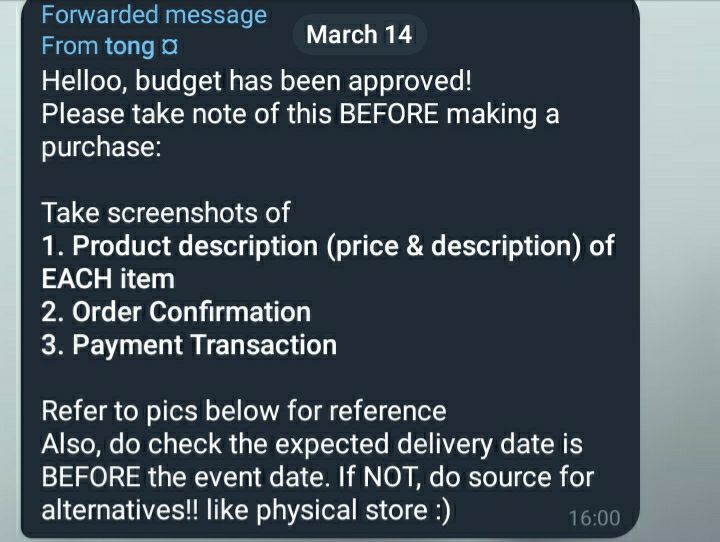 Forwarded message
From tong ¤
March 14
Helloo, budget has been approved!
Please take note of this BEFORE making a
purchase:
Take screenshots of
1. Product description (price & description) of
EACH item
2. Order Confirmation
3. Payment Transaction
Refer to pics below for reference
Also, do check the expected delivery date is
BEFORE the event date. If NOT, do source for
alternatives!! like physical store :)
16:00